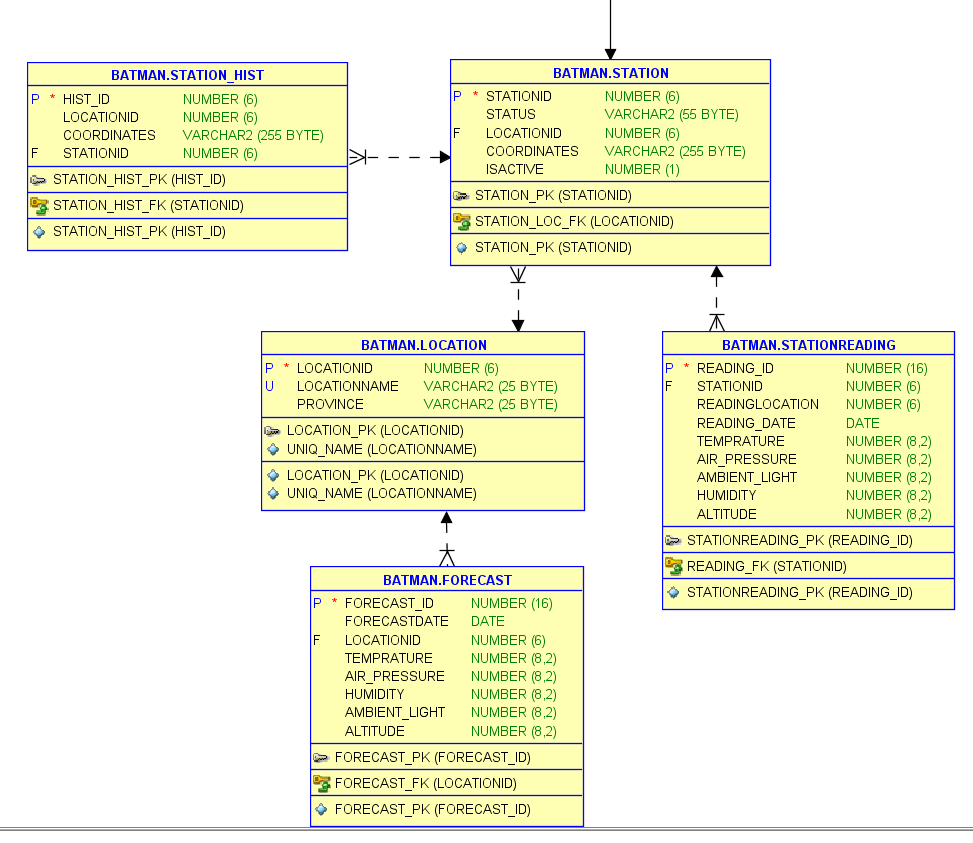 BATMAN.STATION_HIST
P * HIST_ID NUMBER (6)
LOCATIONID NUMBER (6)
COORDINATES VARCHAR2 (255 BYTE)
F STATIONID NUMBER (6)
STATION_HIST_PK (HIST_ID)
STATION_HIST_FK (STATIONID)
STATION_HIST_PK (HIST_ID)
BATMAN.STATION
P * STATIONID NUMBER (6)
STATUS VARCHAR2 (55 BYTE)
F LOCATIONID NUMBER (6)
COORDINATES VARCHAR2 (255 BYTE)
ISACTIVE NUMBER (1)
STATION_PK (STATIONID)
STATION_LOC_FK (LOCATIONID)
STATION_PK (STATIONID)
BATMAN.LOCATION
P * LOCATIONID NUMBER (6)
U LOCATIONNAME VARCHAR2 (25 BYTE)
PROVINCE VARCHAR2 (25 BYTE)
LOCATION_PK (LOCATIONID)
UNIQ_NAME (LOCATIONNAME)
LOCATION_PK (LOCATIONID)
UNIQ_NAME (LOCATIONNAME)
BATMAN.STATIONREADING
P * READING_ID NUMBER (16)
F STATIONID NUMBER (6)
READINGLOCATION NUMBER (6)
READING_DATE DATE
TEMPRATURE NUMBER (8,2)
AIR_PRESSURE NUMBER (8,2)
AMBIENT_LIGHT NUMBER (8,2)
HUMIDITY NUMBER (8,2)
ALTITUDE NUMBER (8,2)
STATIONREADING_PK (READING_ID)
READING_FK (STATIONID)
STATIONREADING_PK (READING_ID)
BATMAN.FORECAST
P * FORECAST_ID NUMBER (16)
FORECASTDATE DATE
F LOCATIONID NUMBER (6)
TEMPRATURE NUMBER (8,2)
AIR_PRESSURE NUMBER (8,2)
HUMIDITY NUMBER (8,2)
AMBIENT_LIGHT NUMBER (8,2)
ALTITUDE NUMBER (8,2)
FORECAST_PK (FORECAST_ID)
FORECAST_FK (LOCATIONID)
FORECAST_PK (FORECAST_ID)